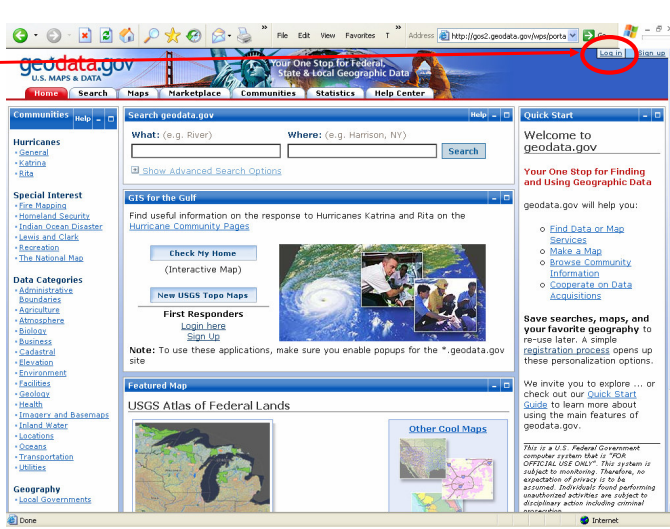 File Edit View Favorites T » Address http://gos2.geodata.gov/wps/porta
Log in Sign up
geodata.gov
U.S. MAPS & DATA
Your One Stop for Federal,
State & Local Geographic Data
Home Search Maps Marketplace Communities Statistics Help Center
Communities Help
Hurricanes
General
Katrina
Rita
Special Interest
Fire Mapping
Homeland Security
Indian Ocean Disaster
Lewis and Clark
Recreation
The National Map
Data Categories
Administrative
Boundaries
Agriculture
Atmosphere
Biology
Business
Cadastral
Elevation
Environment
Facilities
Geology
Health
Imagery and Basemaps
Inland Water
Locations
Oceans
Transportation
Utilities
Geography
Local Governments
Search geodata.gov Help
What: (e.g. River) Where: (e.g. Harrison, NY)
Search
Show Advanced Search Options
GIS for the Gulf
Find useful information on the response to Hurricanes Katrina and Rita on the
Hurricane Community Pages
Check My Home
(Interactive Map)
New USGS Topo Maps
First Responders
Login here
Sign Up
Note: To use these applications, make sure you enable popups for the *.geodata.gov
site
Featured Map
USGS Atlas of Federal Lands
Other Cool Maps
Quick Start
Welcome to
geodata.gov
Your One Stop for Finding
and Using Geographic Data
geodata.gov will help you:
Find Data or Map
Services
Make a Map
Browse Community
Information
Cooperate on Data
Acquisitions
Save searches, maps, and
your favorite geography to
re-use later. A simple
registration process opens up
these personalization options.
We invite you to explore ... or
check out our Quick Start
Guide to learn more about
using the main features of
geodata.gov.
This is a U.S. Federal Government
computer system that is "FOR
OFFICIAL USE ONLY". This system is
subject to monitoring. Therefore, no
expectation of privacy is to be
assumed. Individuals found performing
unauthorized activities are subject to
disciplinary action including criminal
Done Internet